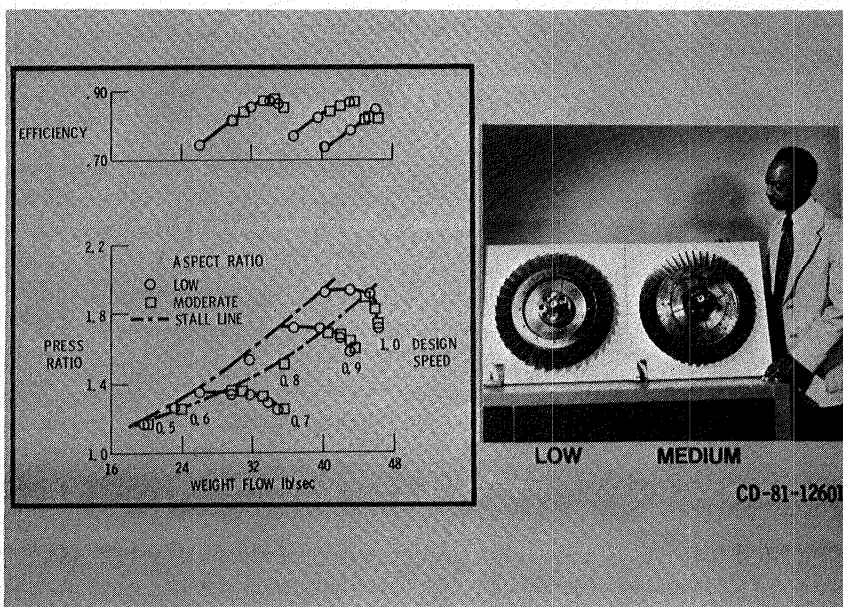 .90
EFFICIENCY
.70
2.2
ASPECT RATIO
LOW
MODERATE
STALL LINE
1.8
PRESS
RATIO
DESIGN
SPEED
1.0
0.9
0.8
1.4
0.7
0.6
0.5
1.0
16 24 32 40 48
WEIGHT FLOW lb/sec
LOW MEDIUM
CD-81-12601